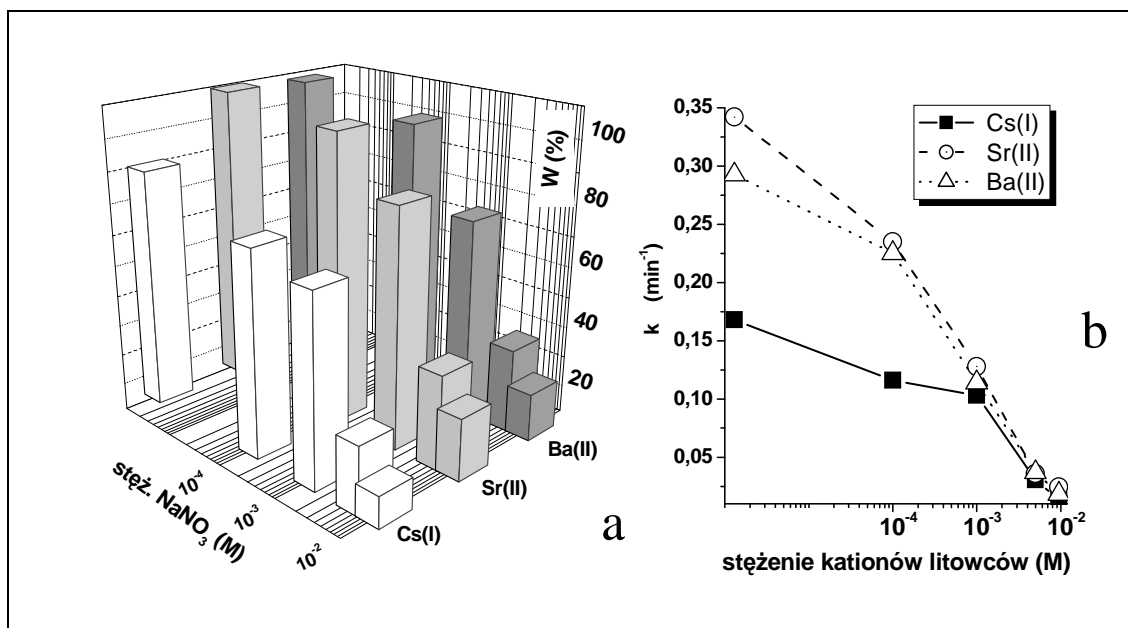 W (%)
100
80
60
40
20
Ba(II)
Sr(II)
Cs(I)
10-4
10-3
10-2
stęż. NaNO3 (M)
a
0,35
0,30
0,25
0,20
0,15
0,10
0,05
k (min-1)
Cs(I)
Sr(II)
Ba(II)
b
10-4 10-3 10-2
stężenie kationów litowców (M)